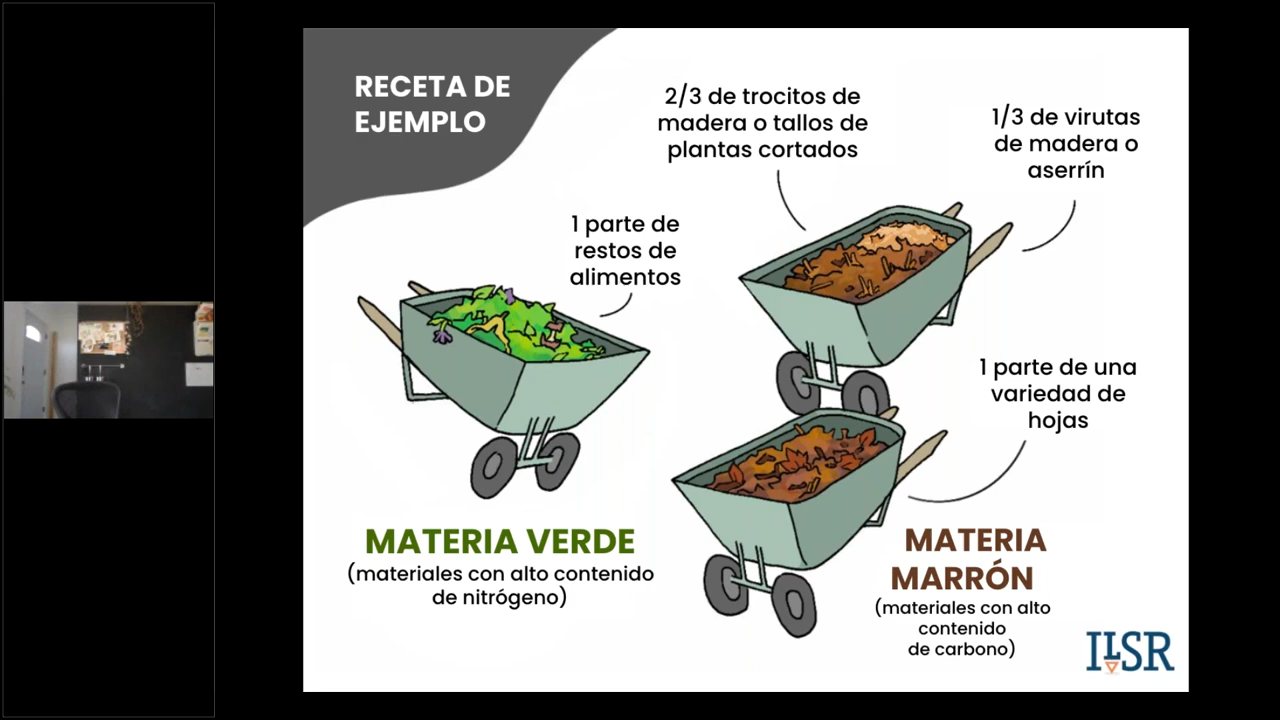 RECETA DE
EJEMPLO
2/3 de trocitos de
madera o tallos de
plantas cortados
1/3 de virutas
de madera o
aserrín
1 parte de
restos de
alimentos
1 parte de una
variedad de
hojas
MATERIA VERDE
(materiales con alto contenido
de nitrógeno)
MATERIA
MARRÓN
(materiales con alto
contenido
de carbono)
ILSR